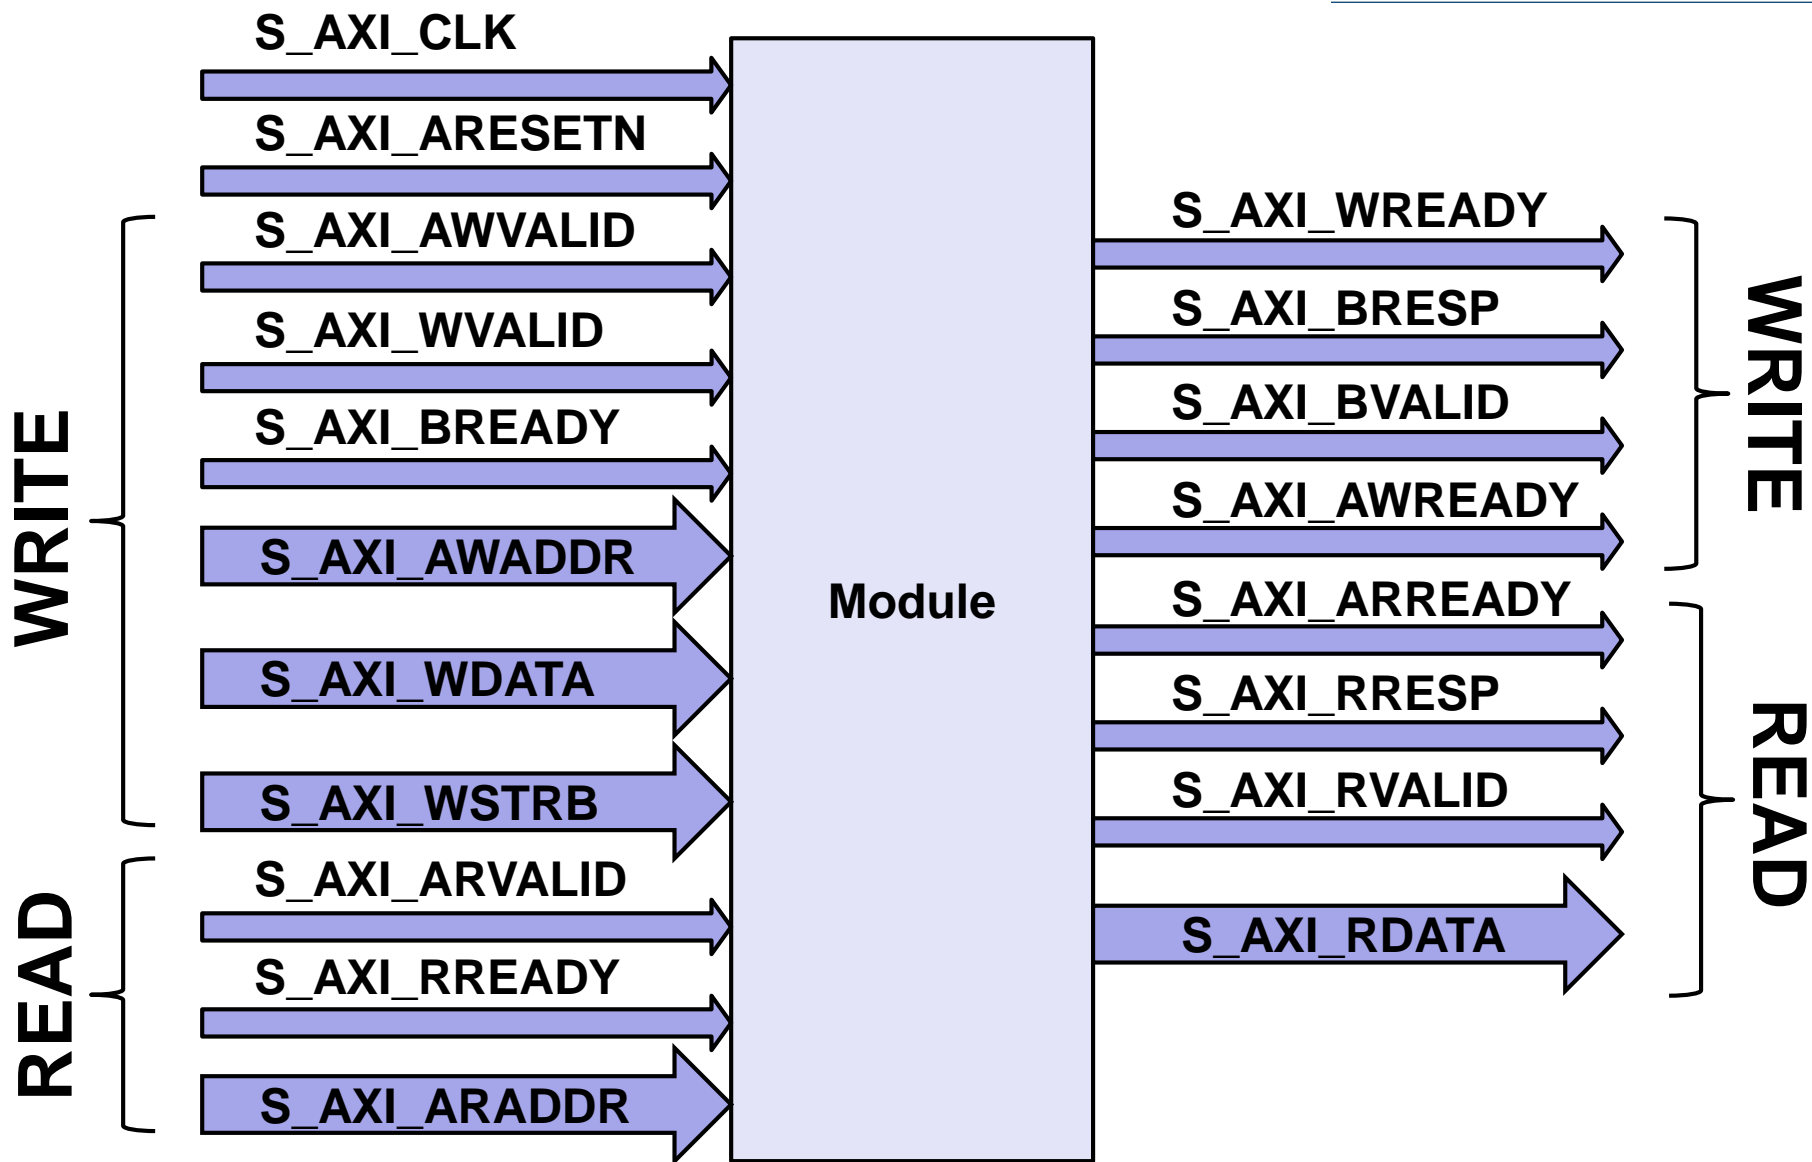 S_AXI_CLK
S_AXI_ARESETN
S_AXI_AWVALID
S_AXI_WVALID
S_AXI_BREADY
S_AXI_AWADDR
S_AXI_WDATA
S_AXI_WSTRB
WRITE
S_AXI_ARVALID
S_AXI_RREADY
S_AXI_ARADDR
READ
Module
S_AXI_WREADY
S_AXI_BRESP
S_AXI_BVALID
S_AXI_AWREADY
WRITE
S_AXI_ARREADY
S_AXI_RRESP
S_AXI_RVALID
S_AXI_RDATA
READ